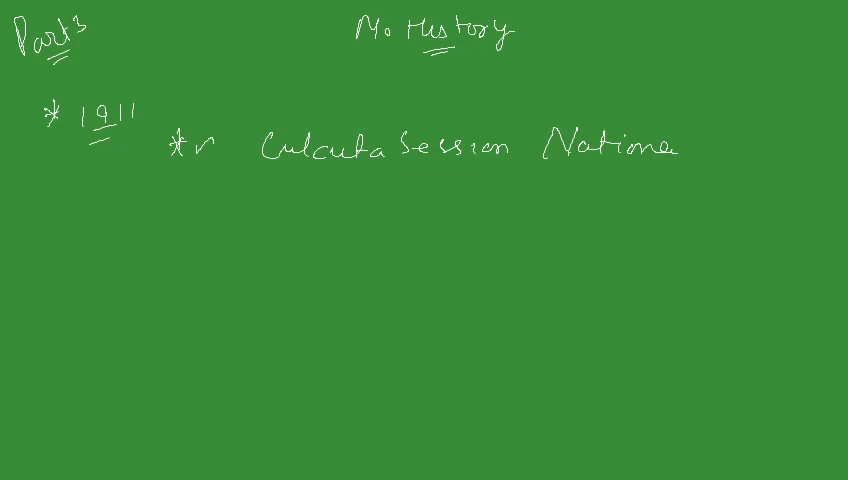 Part 3
M. History
* 1911
*✓ Culcuta Session Nationa